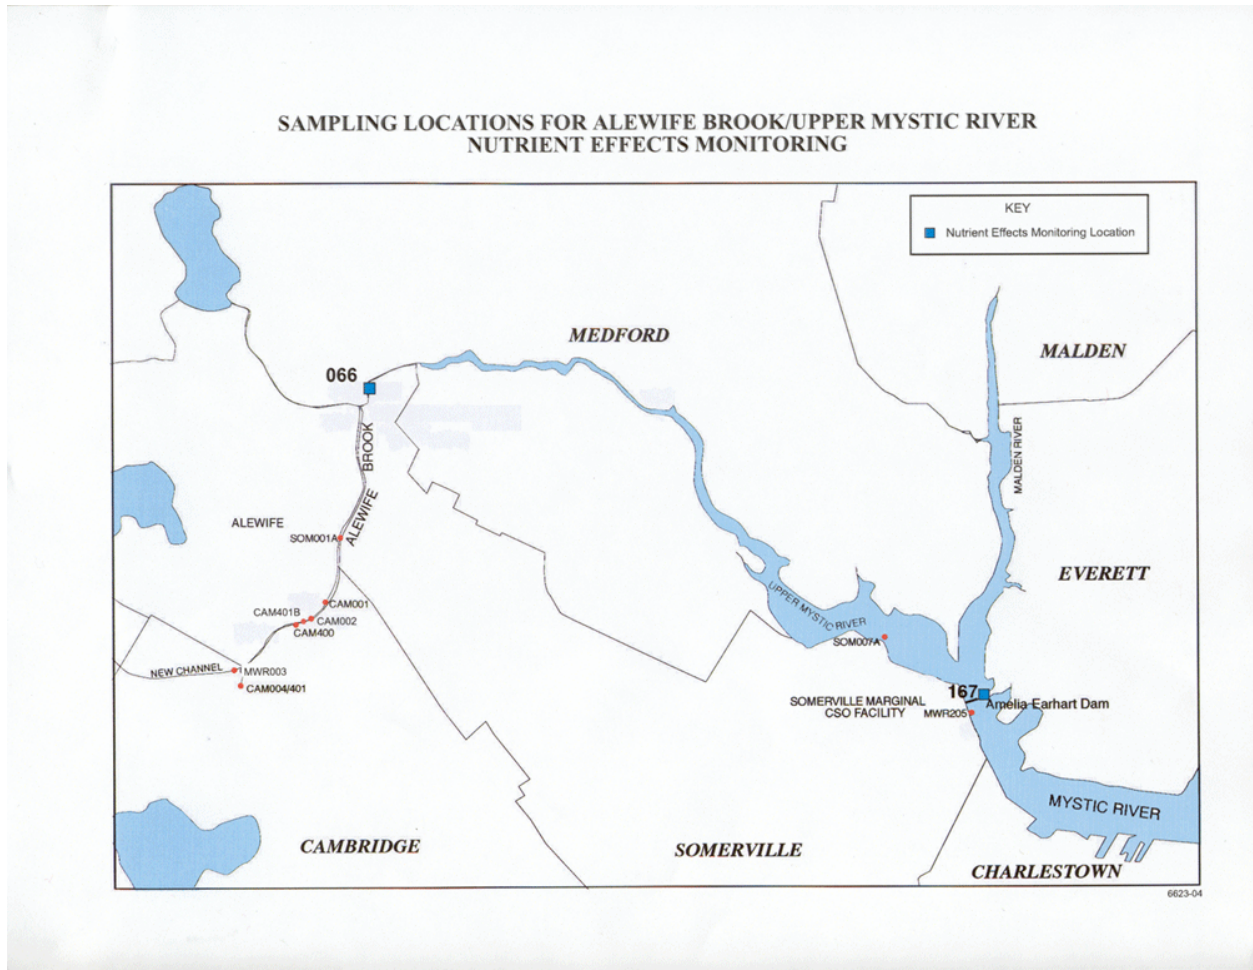 SAMPLING LOCATIONS FOR ALEWIFE BROOK/UPPER MYSTIC RIVER
NUTRIENT EFFECTS MONITORING
KEY
Nutrient Effects Monitoring Location
MEDFORD
MALDEN
066
BROOK
MALDEN RIVER
ALEWIFE
ALEWIFE
SOM001A
EVERETT
CAM001
CAM401B
CAM002
CAM400
UPPER MYSTIC RIVER
SOM007A
NEW CHANNEL
MWR003
CAM004/401
167
SOMERVILLE MARGINAL
CSO FACILITY
Amelia Earhart Dam
MWR205
MYSTIC RIVER
CAMBRIDGE
SOMERVILLE
CHARLESTOWN
6623-04